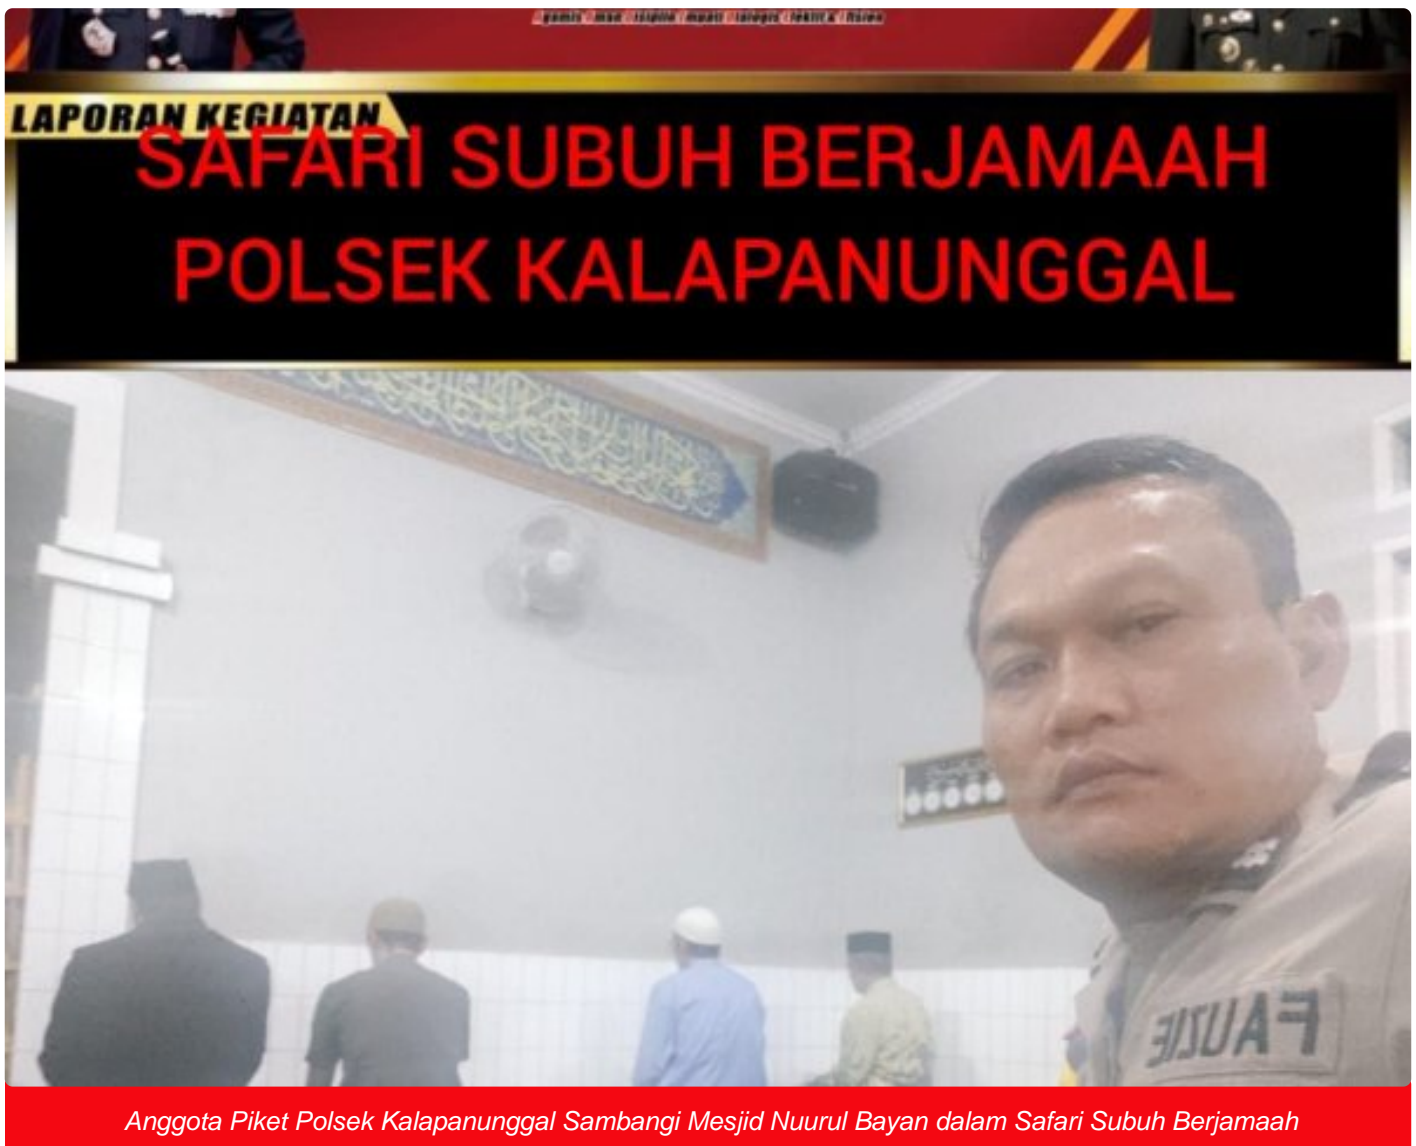 LAPORAN KEGIATAN
SAFARI SUBUH BERJAMAAH
POLSEK KALAPANUNGGAL
FAUZIE
Anggota Piket Polsek Kalapanunggal Sambangi Mesjid Nuurul Bayan dalam Safari Subuh Berjamaah